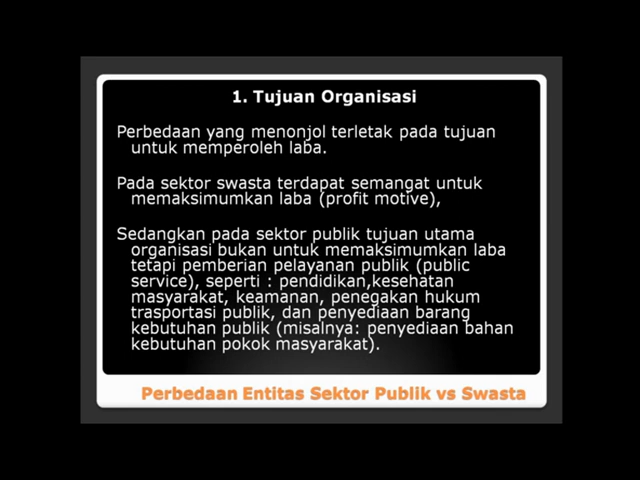 1. Tujuan Organisasi
Perbedaan yang menonjol terletak pada tujuan
untuk memperoleh laba.
Pada sektor swasta terdapat semangat untuk
memaksimumkan laba (profit motive),
Sedangkan pada sektor publik tujuan utama
organisasi bukan untuk memaksimumkan laba
tetapi pemberian pelayanan publik (public
service), seperti : pendidikan,kesehatan
masyarakat, keamanan, penegakan hukum
trasportasi publik, dan penyediaan barang
kebutuhan publik (misalnya: penyediaan bahan
kebutuhan pokok masyarakat).
Perbedaan Entitas Sektor Publik vs Swasta